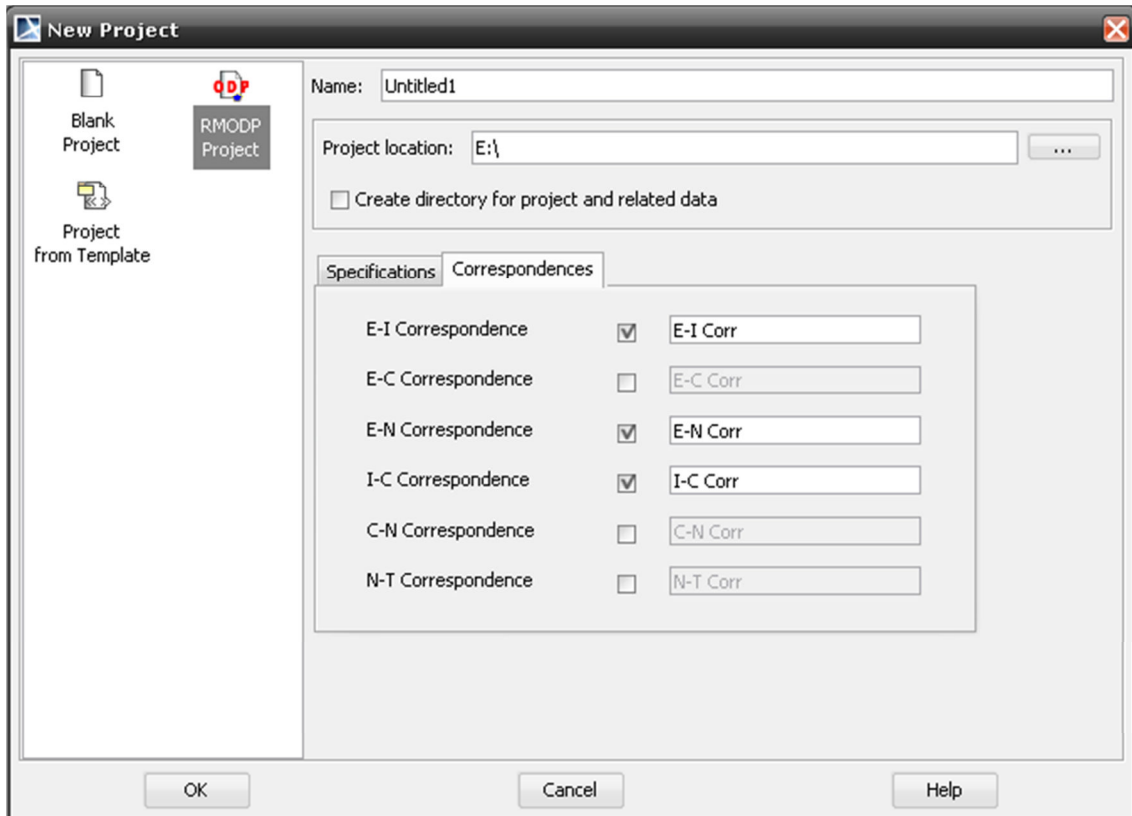 New Project
ODP
Blank
Project
RMODP
Project
Project
from Template
Name: Untitled1
Project location: E:\ ...
Create directory for project and related data
Specifications Correspondences
E-I Correspondence E-I Corr
E-C Correspondence E-C Corr
E-N Correspondence E-N Corr
I-C Correspondence I-C Corr
C-N Correspondence C-N Corr
N-T Correspondence N-T Corr
OK Cancel Help